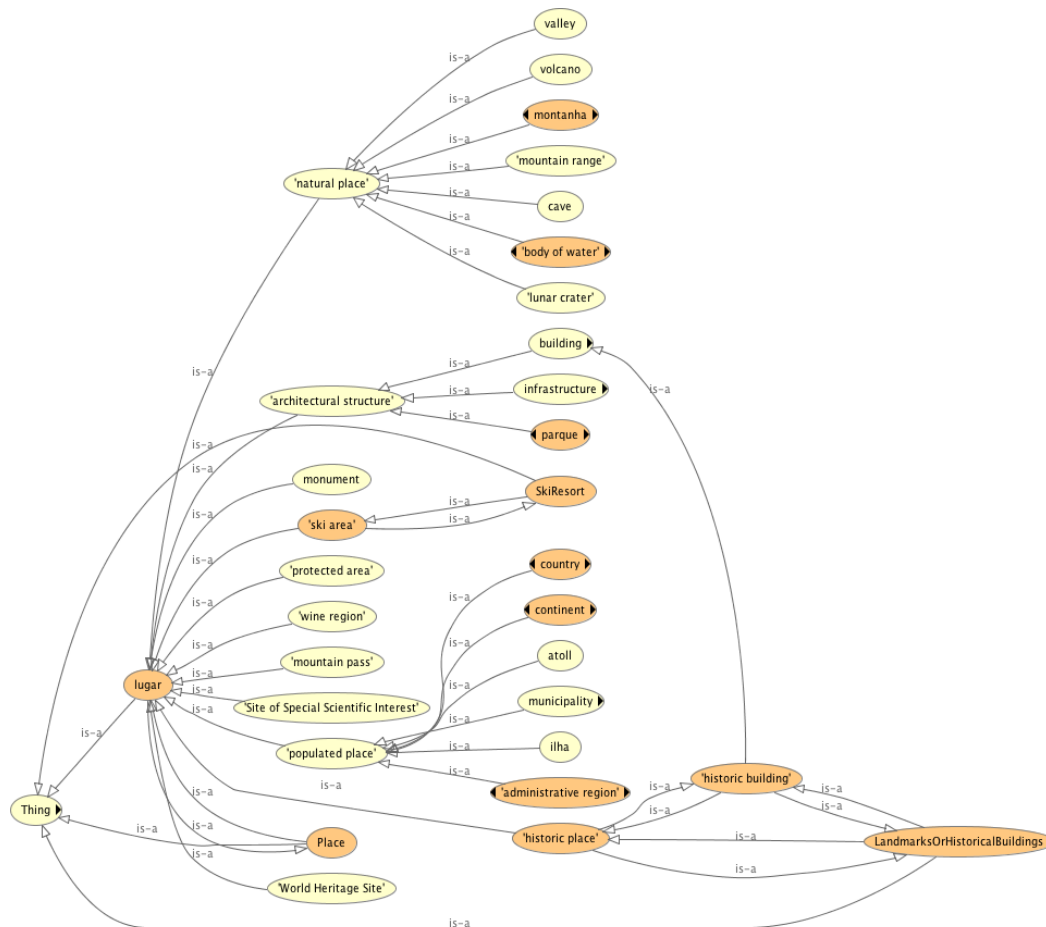 valley
is-a
volcano
is-a
montanha
is-a
'mountain range'
is-a
'natural place'
is-a
cave
is-a
'body of water'
is-a
'lunar crater'
building
is-a
is-a
is-a
infrastructure
is-a
'architectural structure'
is-a
parque
is-a
is-a
monument
SkiResort
is-a
is-a
'ski area'
is-a
is-a
country
'protected area'
is-a
is-a
continent
'wine region'
is-a
is-a
atoll
'mountain pass'
is-a
is-a
lugar
is-a
municipality
'Site of Special Scientific Interest'
is-a
is-a
is-a
'populated place'
ilha
is-a
is-a
is-a
is-a
'historic building'
'administrative region'
is-a
is-a
is-a
Thing
is-a
is-a
is-a
'historic place'
is-a
LandmarksOrHistoricalBuildings
Place
is-a
is-a
'World Heritage Site'
is-a